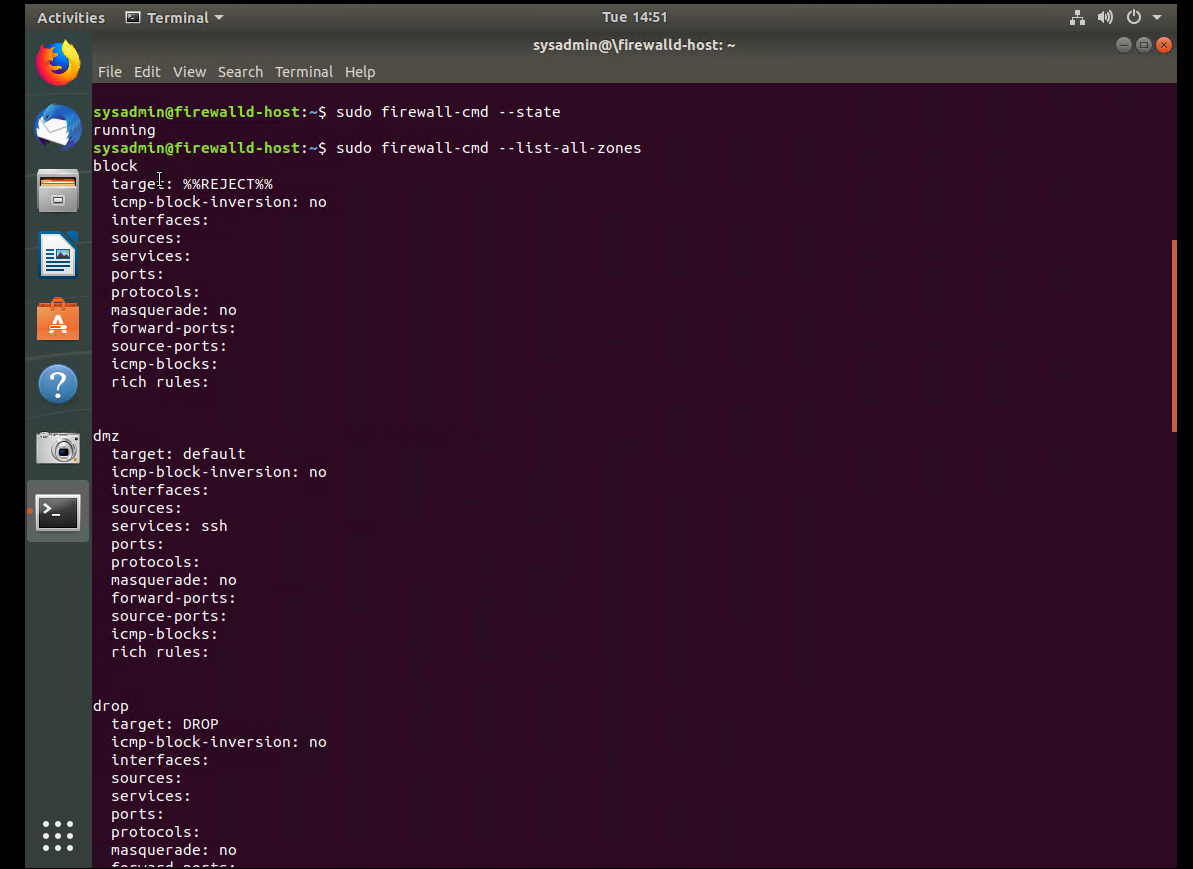 Activities Terminal Tue 14:51
sysadmin@\firewalld-host: ~
File Edit View Search Terminal Help
sysadmin@firewalld-host:~$ sudo firewall-cmd --state
running
sysadmin@firewalld-host:~$ sudo firewall-cmd --list-all-zones
block
target: %%REJECT%%
icmp-block-inversion: no
interfaces:
sources:
services:
ports:
protocols:
masquerade: no
forward-ports:
source-ports:
icmp-blocks:
rich rules:
dmz
target: default
icmp-block-inversion: no
interfaces:
sources:
services: ssh
ports:
protocols:
masquerade: no
forward-ports:
source-ports:
icmp-blocks:
rich rules:
drop
target: DROP
icmp-block-inversion: no
interfaces:
sources:
services:
ports:
protocols:
masquerade: no
forward-ports: